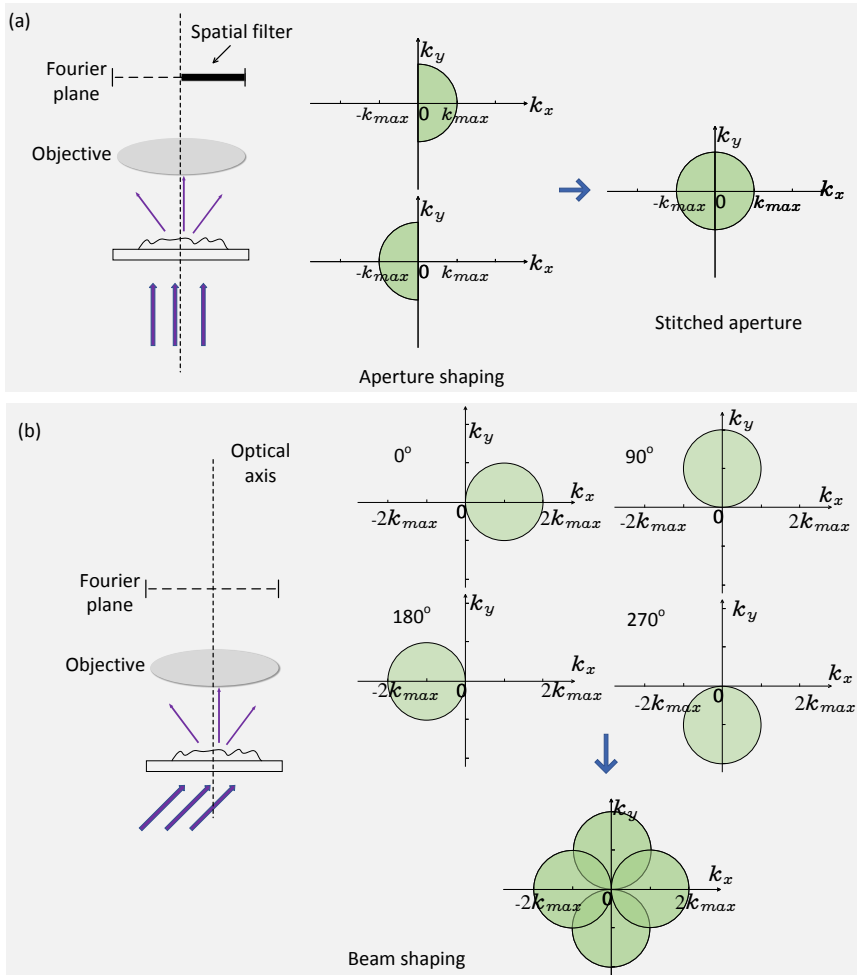 (a)
Spatial filter
Fourier
plane
Objective
k_y
-k_max 0 k_max k_x
k_y
-k_max 0 k_max k_x
k_y
-k_max 0 k_max k_x
Stitched aperture
Aperture shaping
(b)
Optical
axis
Fourier
plane
Objective
0°
k_y
k_x
-2k_max 0 2k_max
90°
k_y
k_x
-2k_max 0 2k_max
180°
k_y
k_x
-2k_max 0 2k_max
270°
k_y
k_x
-2k_max 0 2k_max
k_y
k_x
-2k_max 0 2k_max
Beam shaping